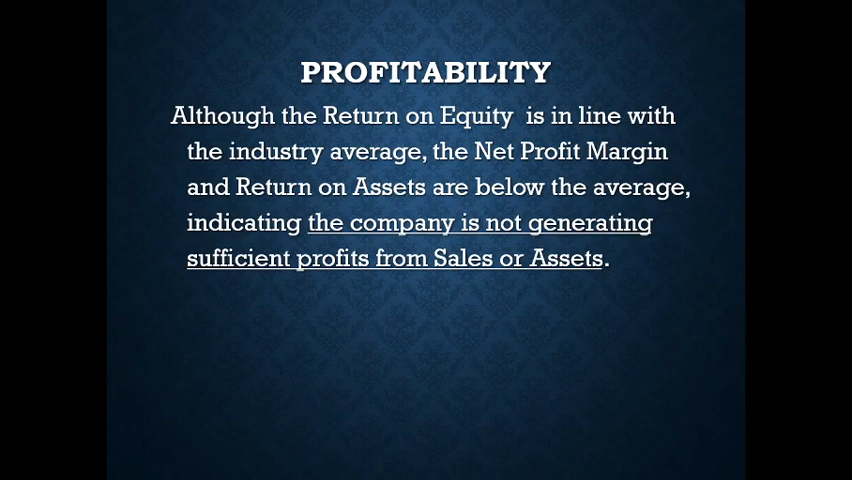 PROFITABILITY
Although the Return on Equity is in line with
the industry average, the Net Profit Margin
and Return on Assets are below the average,
indicating the company is not generating
sufficient profits from Sales or Assets.